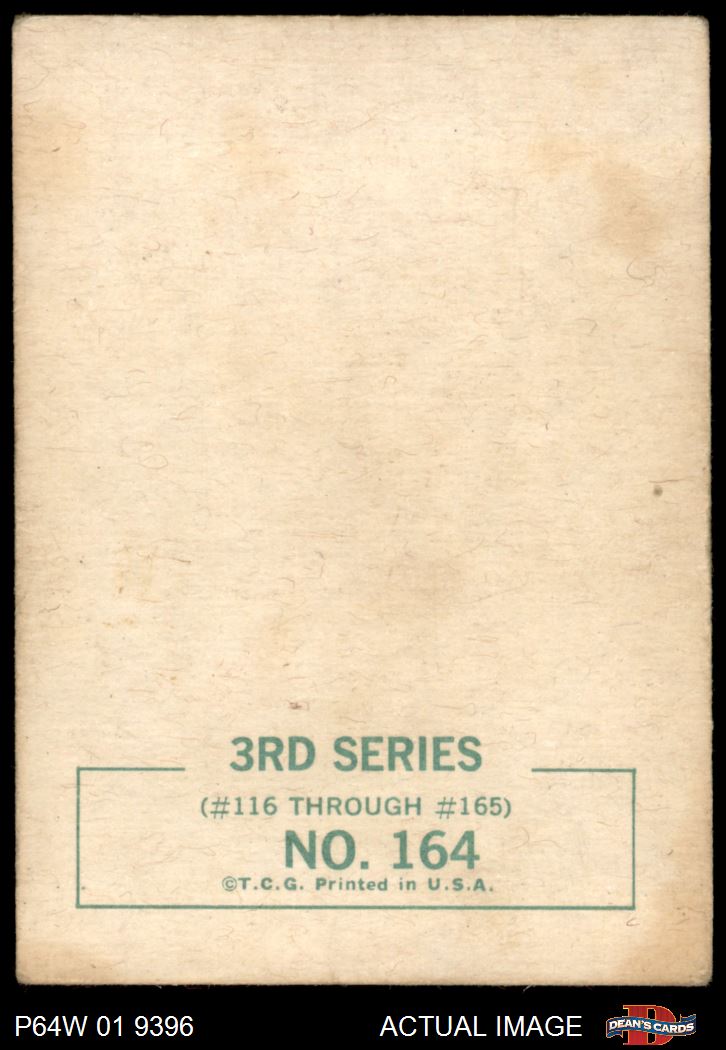 3RD SERIES
(#116 THROUGH #165)
NO. 164
©T.C.G. Printed in U.S.A.
P64W 01 9396
ACTUAL IMAGE
D
DEAN'S CARDS